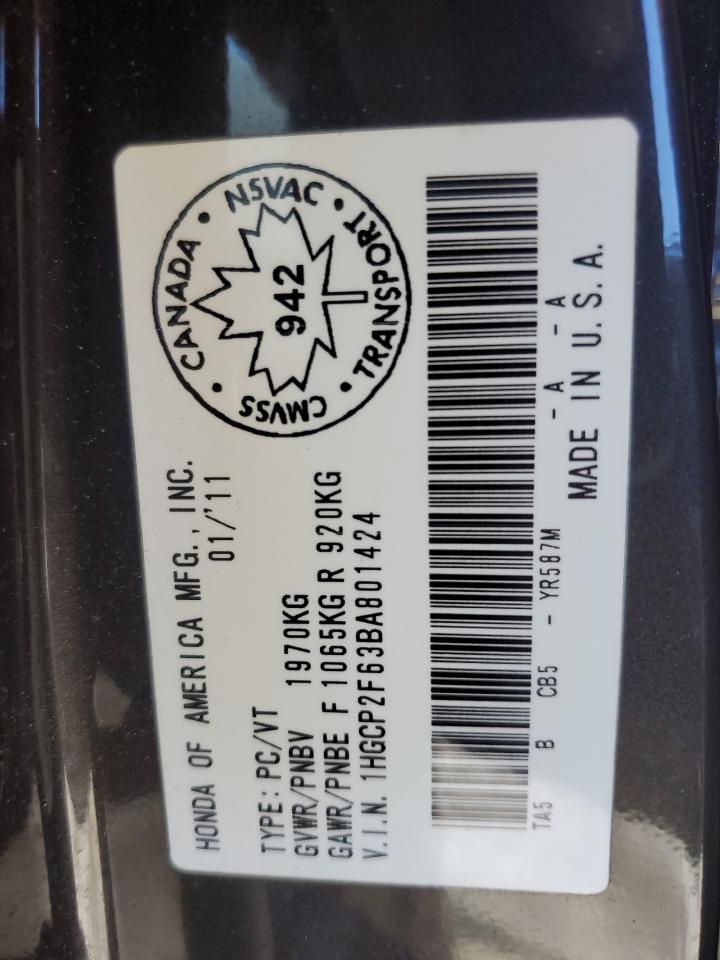 HONDA OF AMERICA MFG., INC.
01/'11
TYPE: PC/VT
GVWR/PNBV 1970KG
GAWR/PNBE F 1065KG R 920KG
V.I.N. 1HGCP2F63BA801424
CANADA • NSVAC • TRANSPORT • CMVSS •
942
TA5 B CB5 - YR587M - A - A
MADE IN U.S.A.